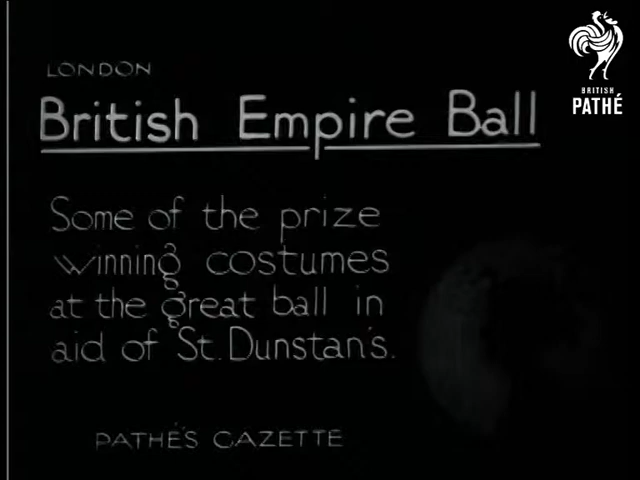 LONDON
British Empire Ball
Some of the prize
winning costumes
at the great ball in
aid of St. Dunstan's.
PATHÉ'S GAZETTE
BRITISH
PATHÉ